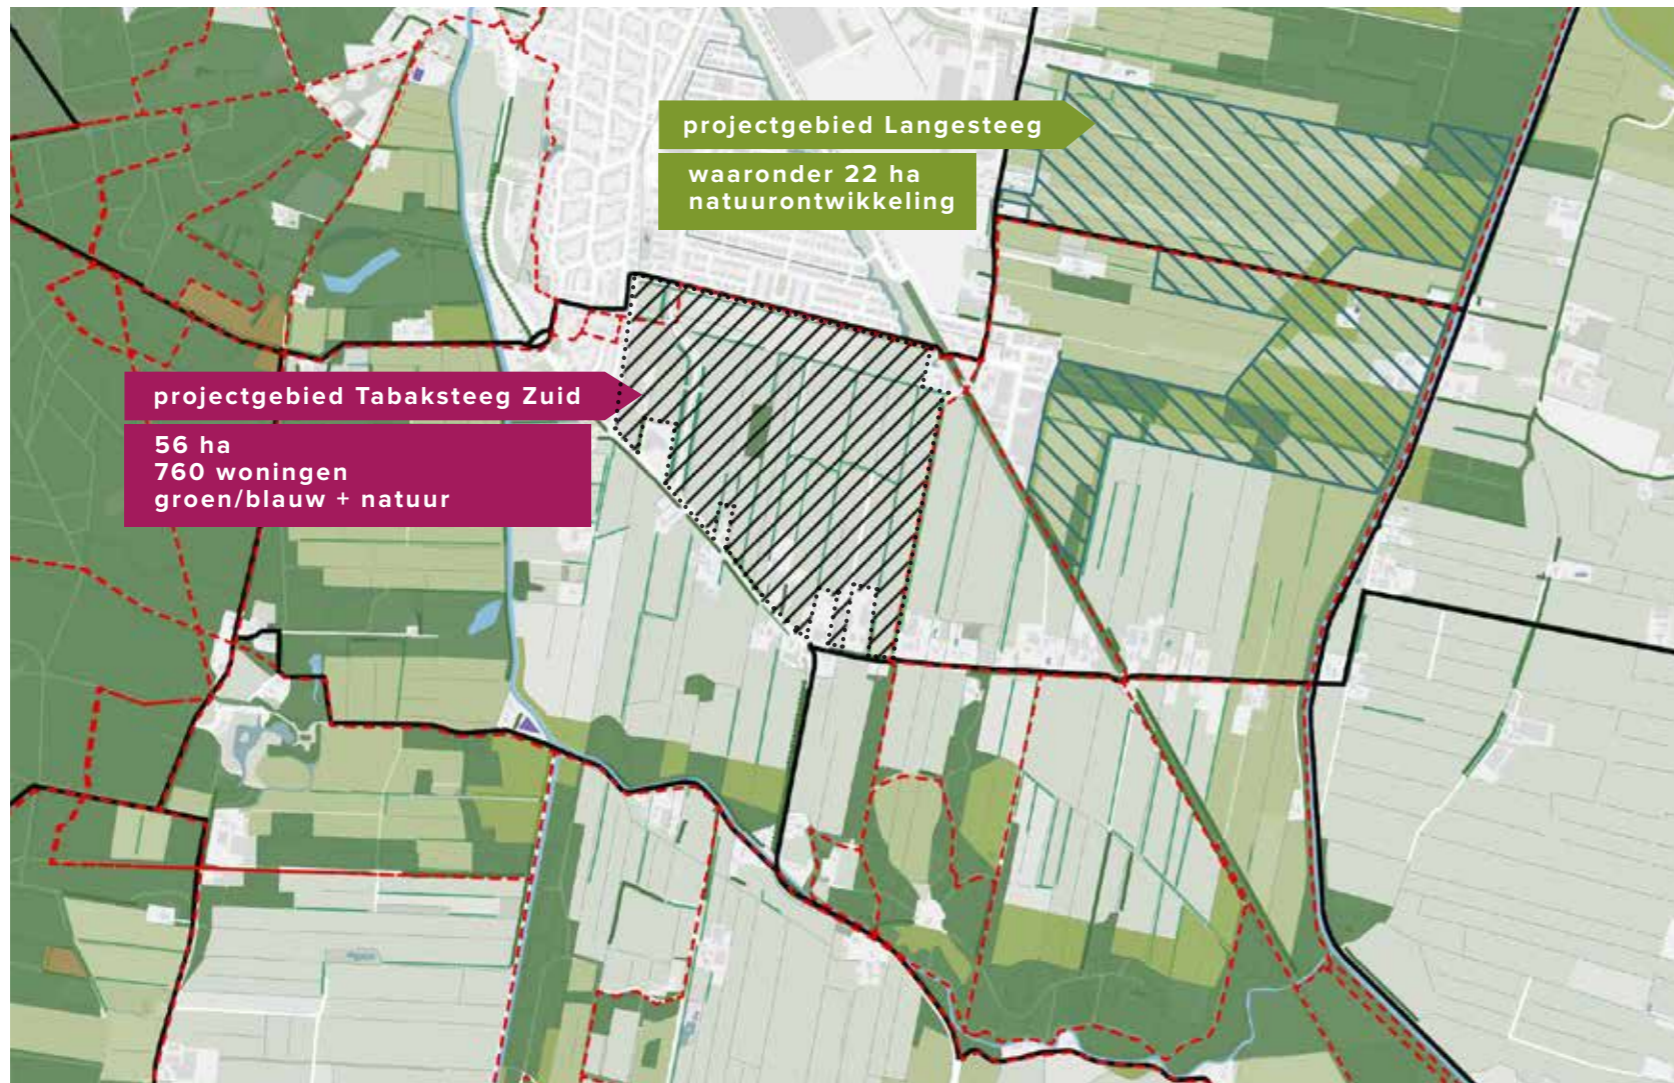 projectgebied Langesteeg
waaronder 22 ha
natuurontwikkeling
projectgebied Tabaksteeg Zuid
56 ha
760 woningen
groen/blauw + natuur